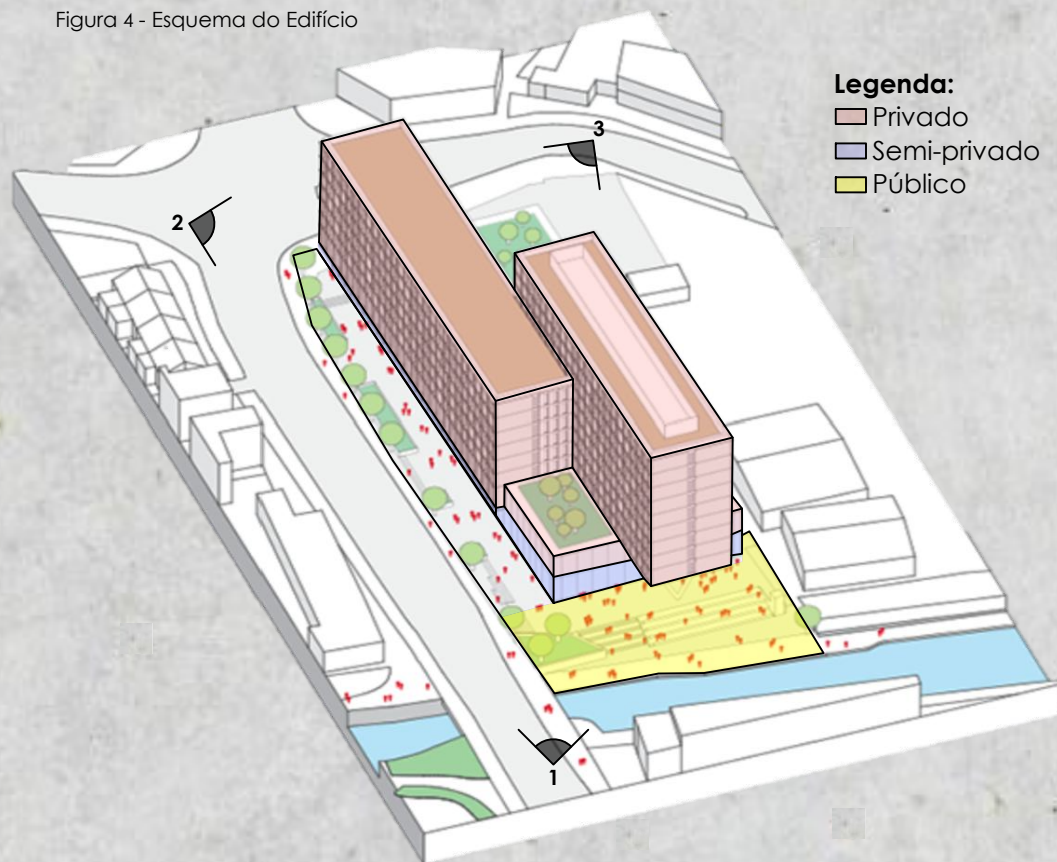 Figura 4 - Esquema do Edifício
Legenda:
Privado
Semi-privado
Público
3
2
1